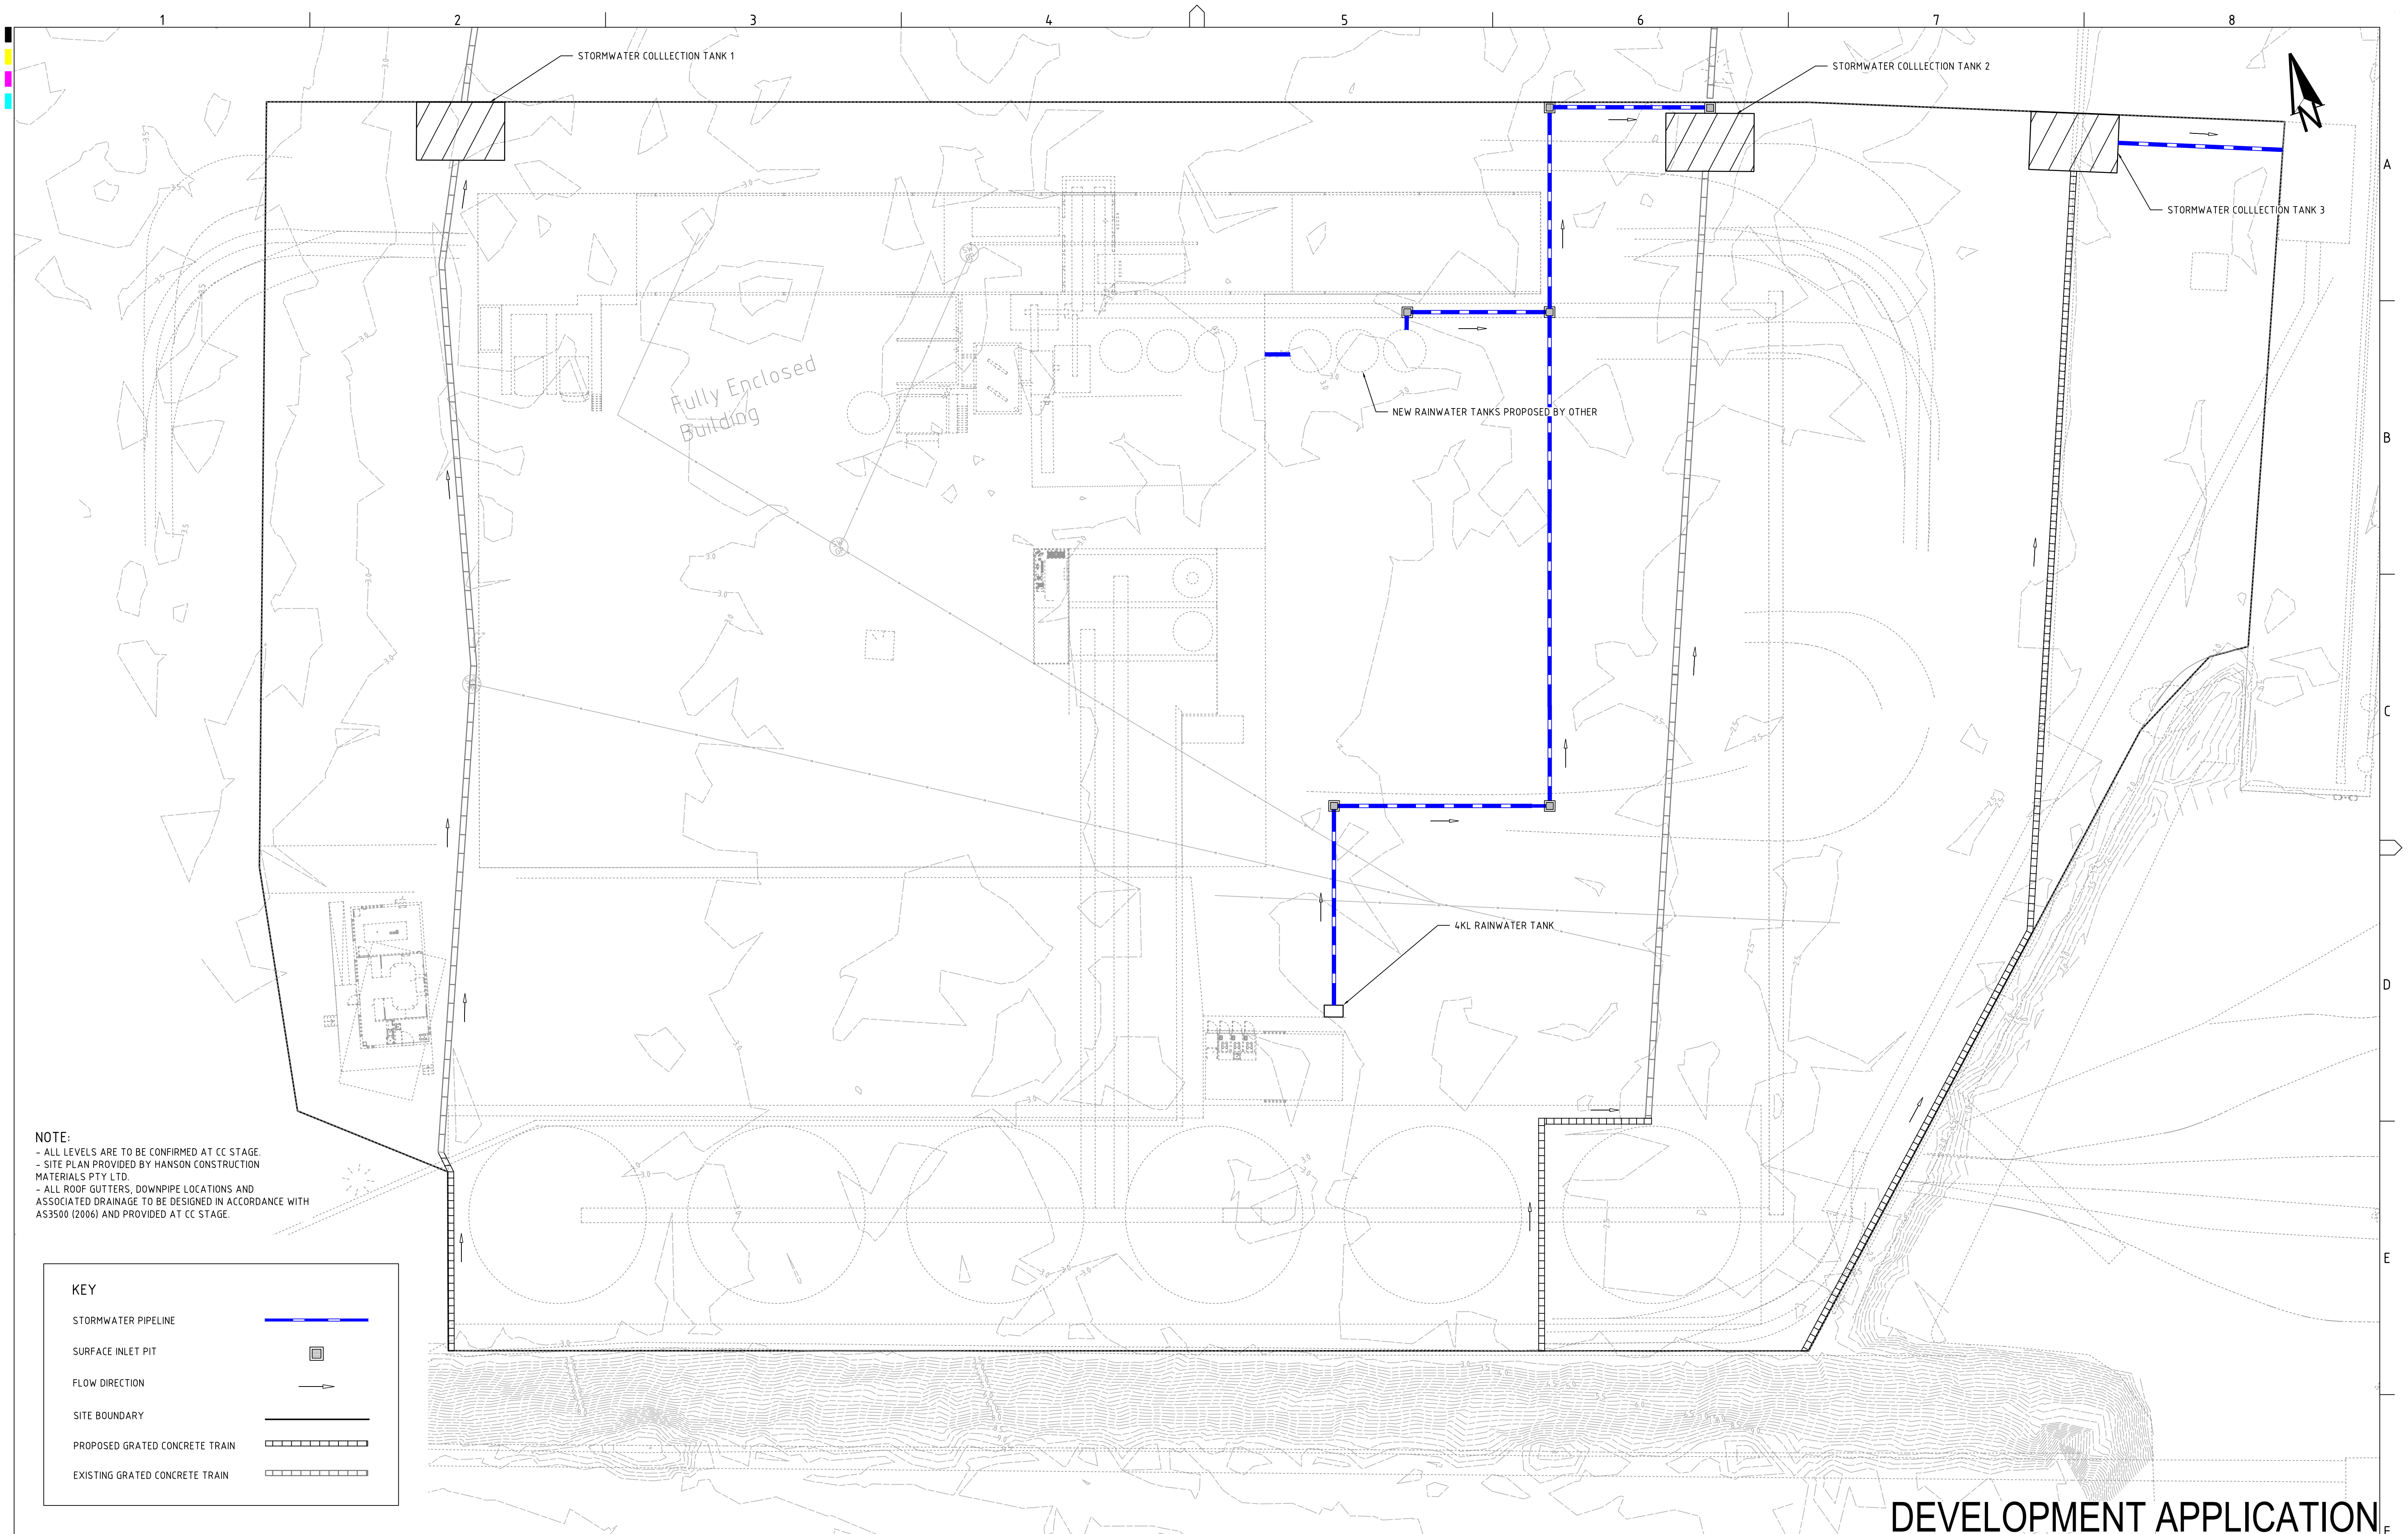 1 2 3 4 5 6 7 8
STORMWATER COLLLECTION TANK 1
STORMWATER COLLLECTION TANK 2
N
A
STORMWATER COLLLECTION TANK 3
Fully Enclosed
Building
NEW RAINWATER TANKS PROPOSED BY OTHER
B
C
4KL RAINWATER TANK
D
NOTE:
- ALL LEVELS ARE TO BE CONFIRMED AT CC STAGE.
- SITE PLAN PROVIDED BY HANSON CONSTRUCTION
MATERIALS PTY LTD.
- ALL ROOF GUTTERS, DOWNPIPE LOCATIONS AND
ASSOCIATED DRAINAGE TO BE DESIGNED IN ACCORDANCE WITH
AS3500 (2006) AND PROVIDED AT CC STAGE.
E
KEY
STORMWATER PIPELINE
SURFACE INLET PIT
FLOW DIRECTION
SITE BOUNDARY
PROPOSED GRATED CONCRETE TRAIN
EXISTING GRATED CONCRETE TRAIN
DEVELOPMENT APPLICATION